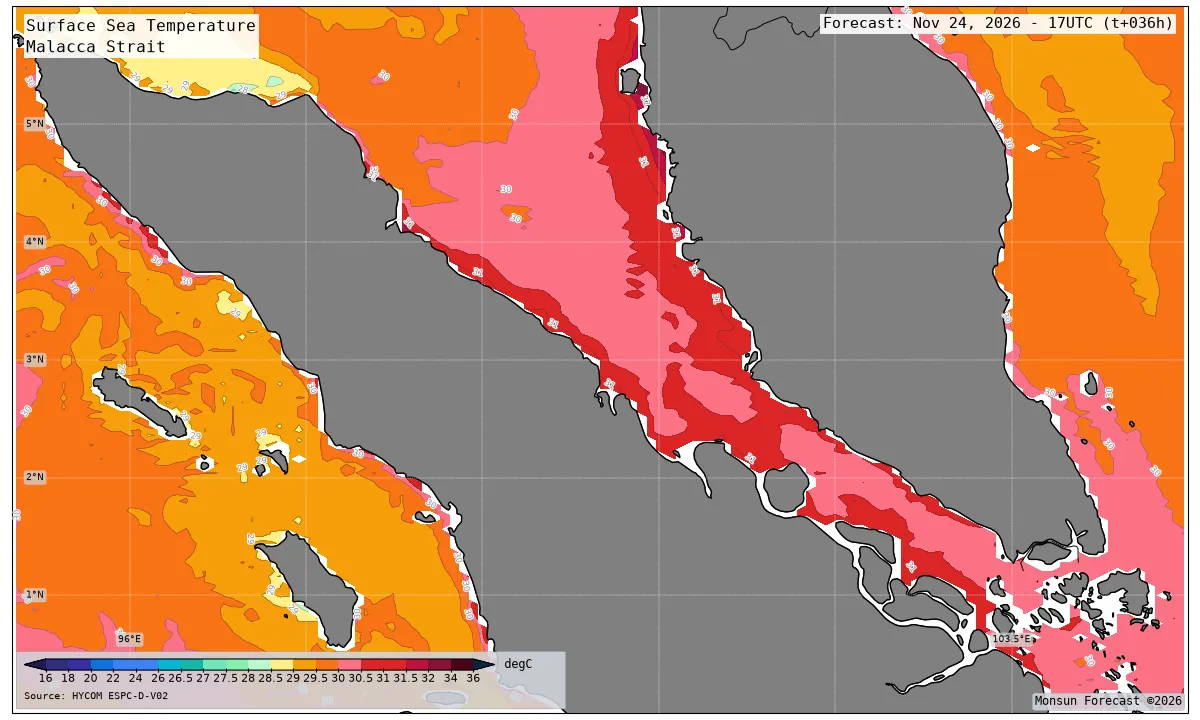 Surface Sea Temperature
Malacca Strait
Forecast: Nov 24, 2026 - 17UTC (t+036h)
5°N
4°N
3°N
2°N
1°N
96°E
103.5°E
degC
16 18 20 22 24 26 26.5 27 27.5 28 28.5 29 29.5 30 30.5 31 31.5 32 34 36
Source: HYCOM ESPC-D-V02
Monsun Forecast ©2026